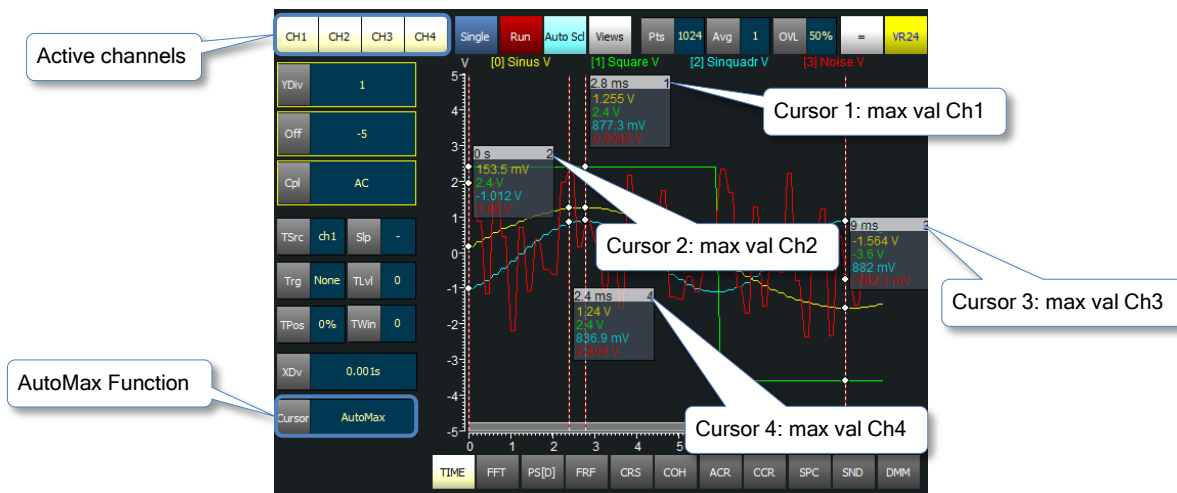 Active channels
CH1 CH2 CH3 CH4 Single Run Auto Scl Views Pts 1024 Avg 1 OVL 50% = VR24
V [0] Sinus V [1] Square V [2] Sinquadr V [3] Noise V
YDiv 1
Off -5
Cpl AC
TSrc ch1 Slp -
Trg None TLvl 0
TPos 0% TWin 0
XDv 0.001s
Cursor AutoMax
AutoMax Function
5
4
3
2
1
0
-1
-2
-3
-4
-5
0 1 2 3 4 5
2.8 ms 1
1.255 V
2.4 V
877.3 mV
0.9046 V
Cursor 1: max val Ch1
0 s 2
153.5 mV
2.4 V
-1.012 V
Cursor 2: max val Ch2
9 ms 3
-1.564 V
-3.6 V
882 mV
Cursor 3: max val Ch3
2.4 ms 4
1.24 V
2.4 V
836.9 mV
Cursor 4: max val Ch4
TIME FFT PS[D] FRF CRS COH ACR CCR SPC SND DMM